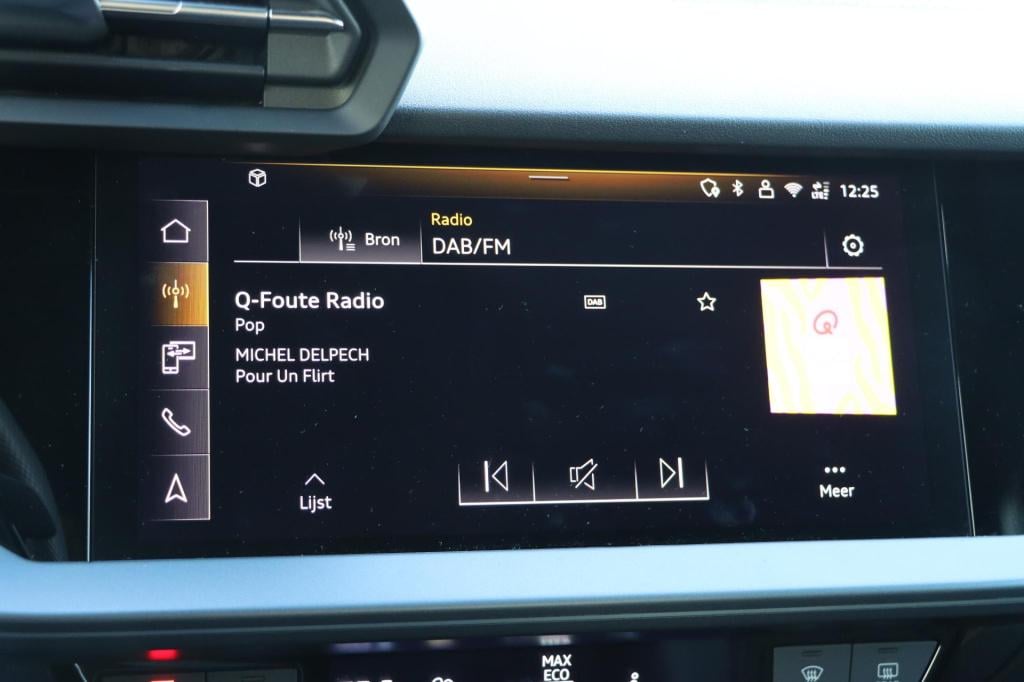 LTE
12:25
Radio
Bron
DAB/FM
Q-Foute Radio
DAB
Pop
MICHEL DELPECH
Pour Un Flirt
Lijst
Meer
MAX
ECO